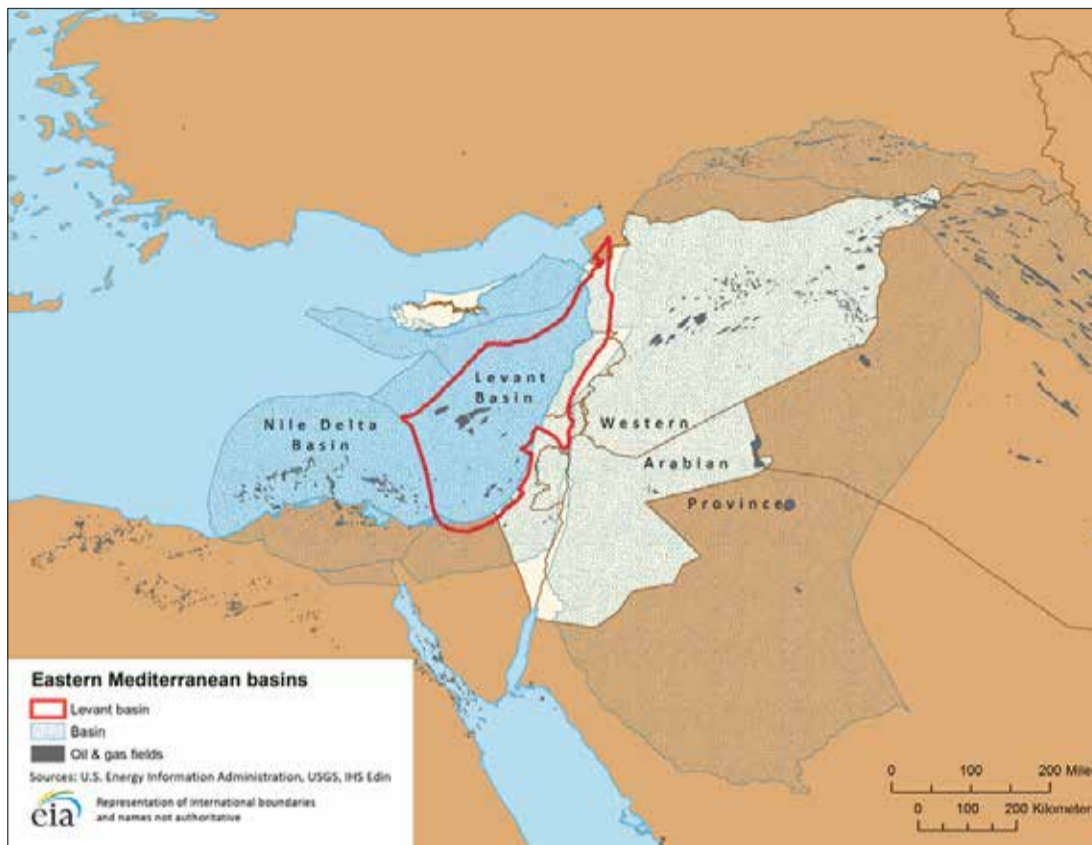 Levant
Basin
Nile Delta
Basin
Western
Arabian
Province
Eastern Mediterranean basins
Levant basin
Basin
Oil & gas fields
Sources: U.S. Energy Information Administration, USGS, IHS Edin
eia
Representation of international boundaries
and names not authoritative
0 100 200 Miles
0 100 200 Kilometers